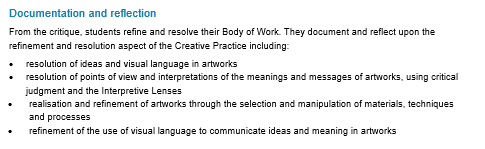 Documentation and reflection
From the critique, students refine and resolve their Body of Work. They document and reflect upon the
refinement and resolution aspect of the Creative Practice including:
• resolution of ideas and visual language in artworks
• resolution of points of view and interpretations of the meanings and messages of artworks, using critical
judgment and the Interpretive Lenses
• realisation and refinement of artworks through the selection and manipulation of materials, techniques
and processes
• refinement of the use of visual language to communicate ideas and meaning in artworks